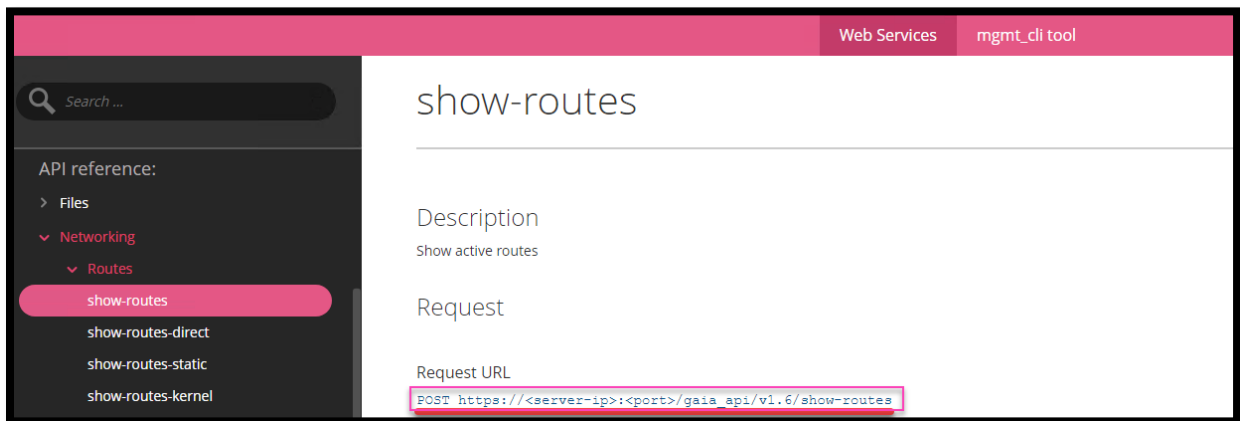 Web Services mgmt_cli tool
Search ...
show-routes
API reference:
Files
Networking
Routes
show-routes
show-routes-direct
show-routes-static
show-routes-kernel
Description
Show active routes
Request
Request URL
POST https://<server-ip>:<port>/gaia_api/v1.6/show-routes